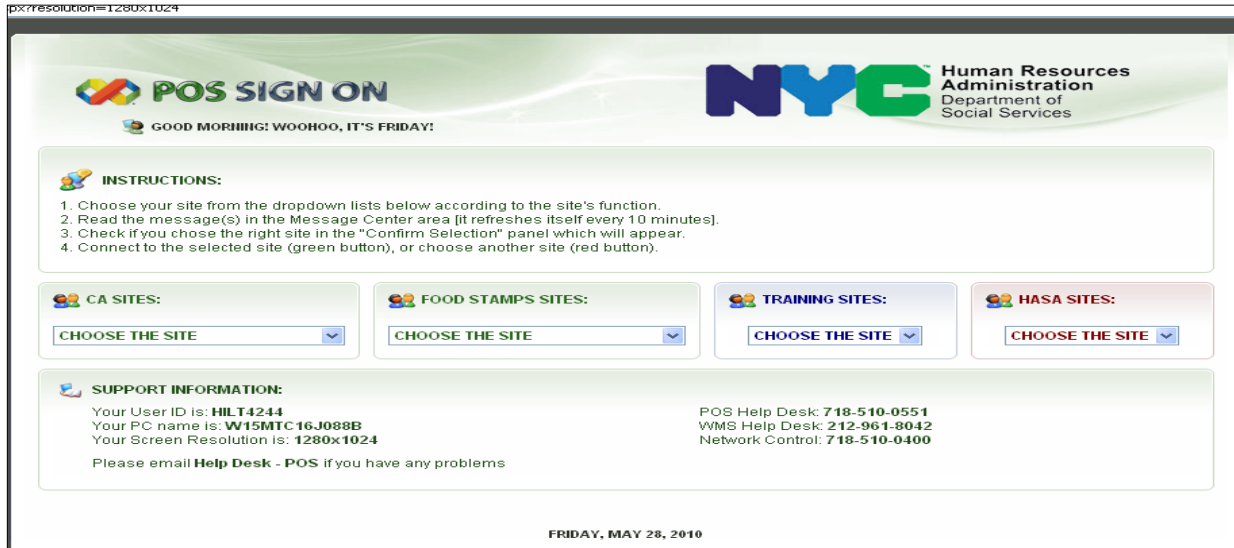 px?resolution=1280x1024
POS SIGN ON
GOOD MORNING! WOOHOO, IT'S FRIDAY!
NYC
Human Resources
Administration
Department of
Social Services
INSTRUCTIONS:
1. Choose your site from the dropdown lists below according to the site's function.
2. Read the message(s) in the Message Center area [it refreshes itself every 10 minutes].
3. Check if you chose the right site in the "Confirm Selection" panel which will appear.
4. Connect to the selected site (green button), or choose another site (red button).
CA SITES:
CHOOSE THE SITE
FOOD STAMPS SITES:
CHOOSE THE SITE
TRAINING SITES:
CHOOSE THE SITE
HASA SITES:
CHOOSE THE SITE
SUPPORT INFORMATION:
Your User ID is: HILT4244
Your PC name is: W15MTC16J088B
Your Screen Resolution is: 1280x1024
Please email Help Desk - POS if you have any problems
POS Help Desk: 718-510-0551
WMS Help Desk: 212-961-8042
Network Control: 718-510-0400
FRIDAY, MAY 28, 2010